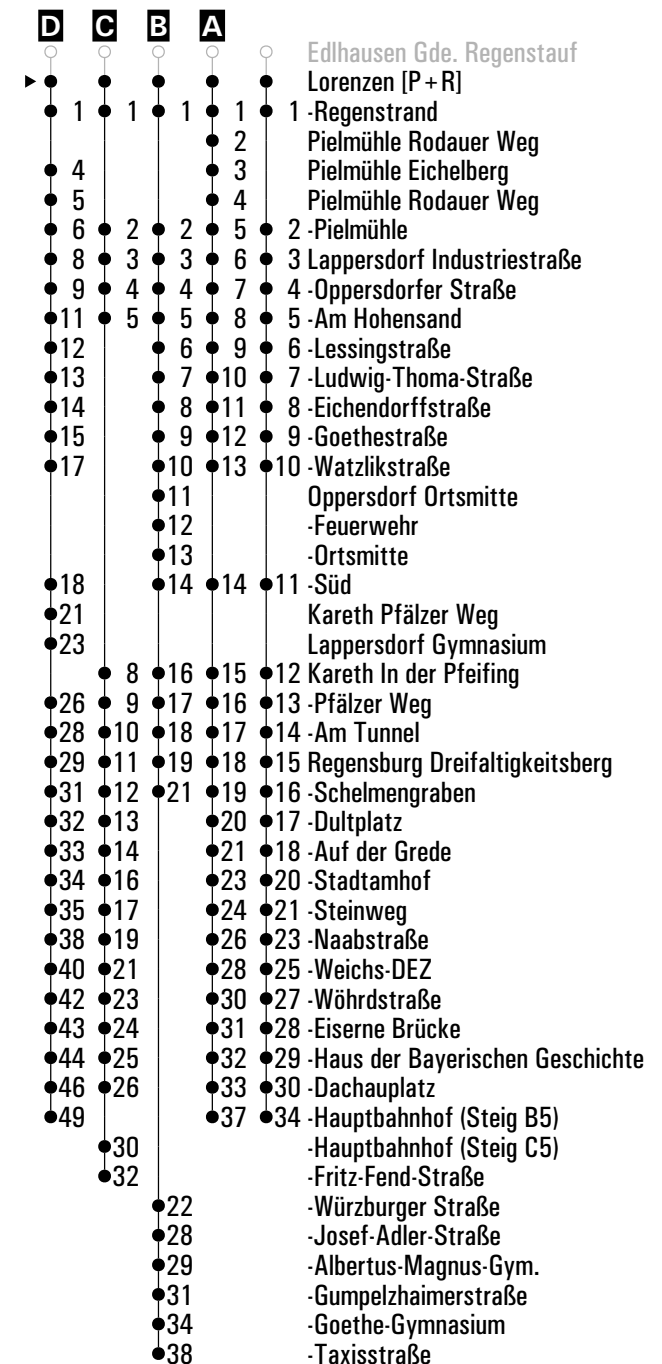 D C B A
Edlhausen Gde. Regenstauf
Lorenzen [P+R]
1 1 1 1 1 -Regenstrand
2 Pielmühle Rodauer Weg
4 3 Pielmühle Eichelberg
5 4 Pielmühle Rodauer Weg
6 2 2 5 2 -Pielmühle
8 3 3 6 3 Lappersdorf Industriestraße
9 4 4 7 4 -Oppersdorfer Straße
11 5 5 8 5 -Am Hohensand
12 6 9 6 -Lessingstraße
13 7 10 7 -Ludwig-Thoma-Straße
14 8 11 8 -Eichendorffstraße
15 9 12 9 -Goethestraße
17 10 13 10 -Watzlikstraße
11 Oppersdorf Ortsmitte
12 -Feuerwehr
13 -Ortsmitte
18 14 14 11 -Süd
21 Kareth Pfälzer Weg
23 Lappersdorf Gymnasium
8 16 15 12 Kareth In der Pfeifing
26 9 17 16 13 -Pfälzer Weg
28 10 18 17 14 -Am Tunnel
29 11 19 18 15 Regensburg Dreifaltigkeitsberg
31 12 21 19 16 -Schelmengraben
32 13 20 17 -Dultplatz
33 14 21 18 -Auf der Grede
34 16 23 20 -Stadtamhof
35 17 24 21 -Steinweg
38 19 26 23 -Naabstraße
40 21 28 25 -Weichs-DEZ
42 23 30 27 -Wöhrdstraße
43 24 31 28 -Eiserne Brücke
44 25 32 29 -Haus der Bayerischen Geschichte
46 26 33 30 -Dachauplatz
49 37 34 -Hauptbahnhof (Steig B5)
30 -Hauptbahnhof (Steig C5)
32 -Fritz-Fend-Straße
22 -Würzburger Straße
28 -Josef-Adler-Straße
29 -Albertus-Magnus-Gym.
31 -Gumpelzhaimerstraße
34 -Goethe-Gymnasium
38 -Taxisstraße